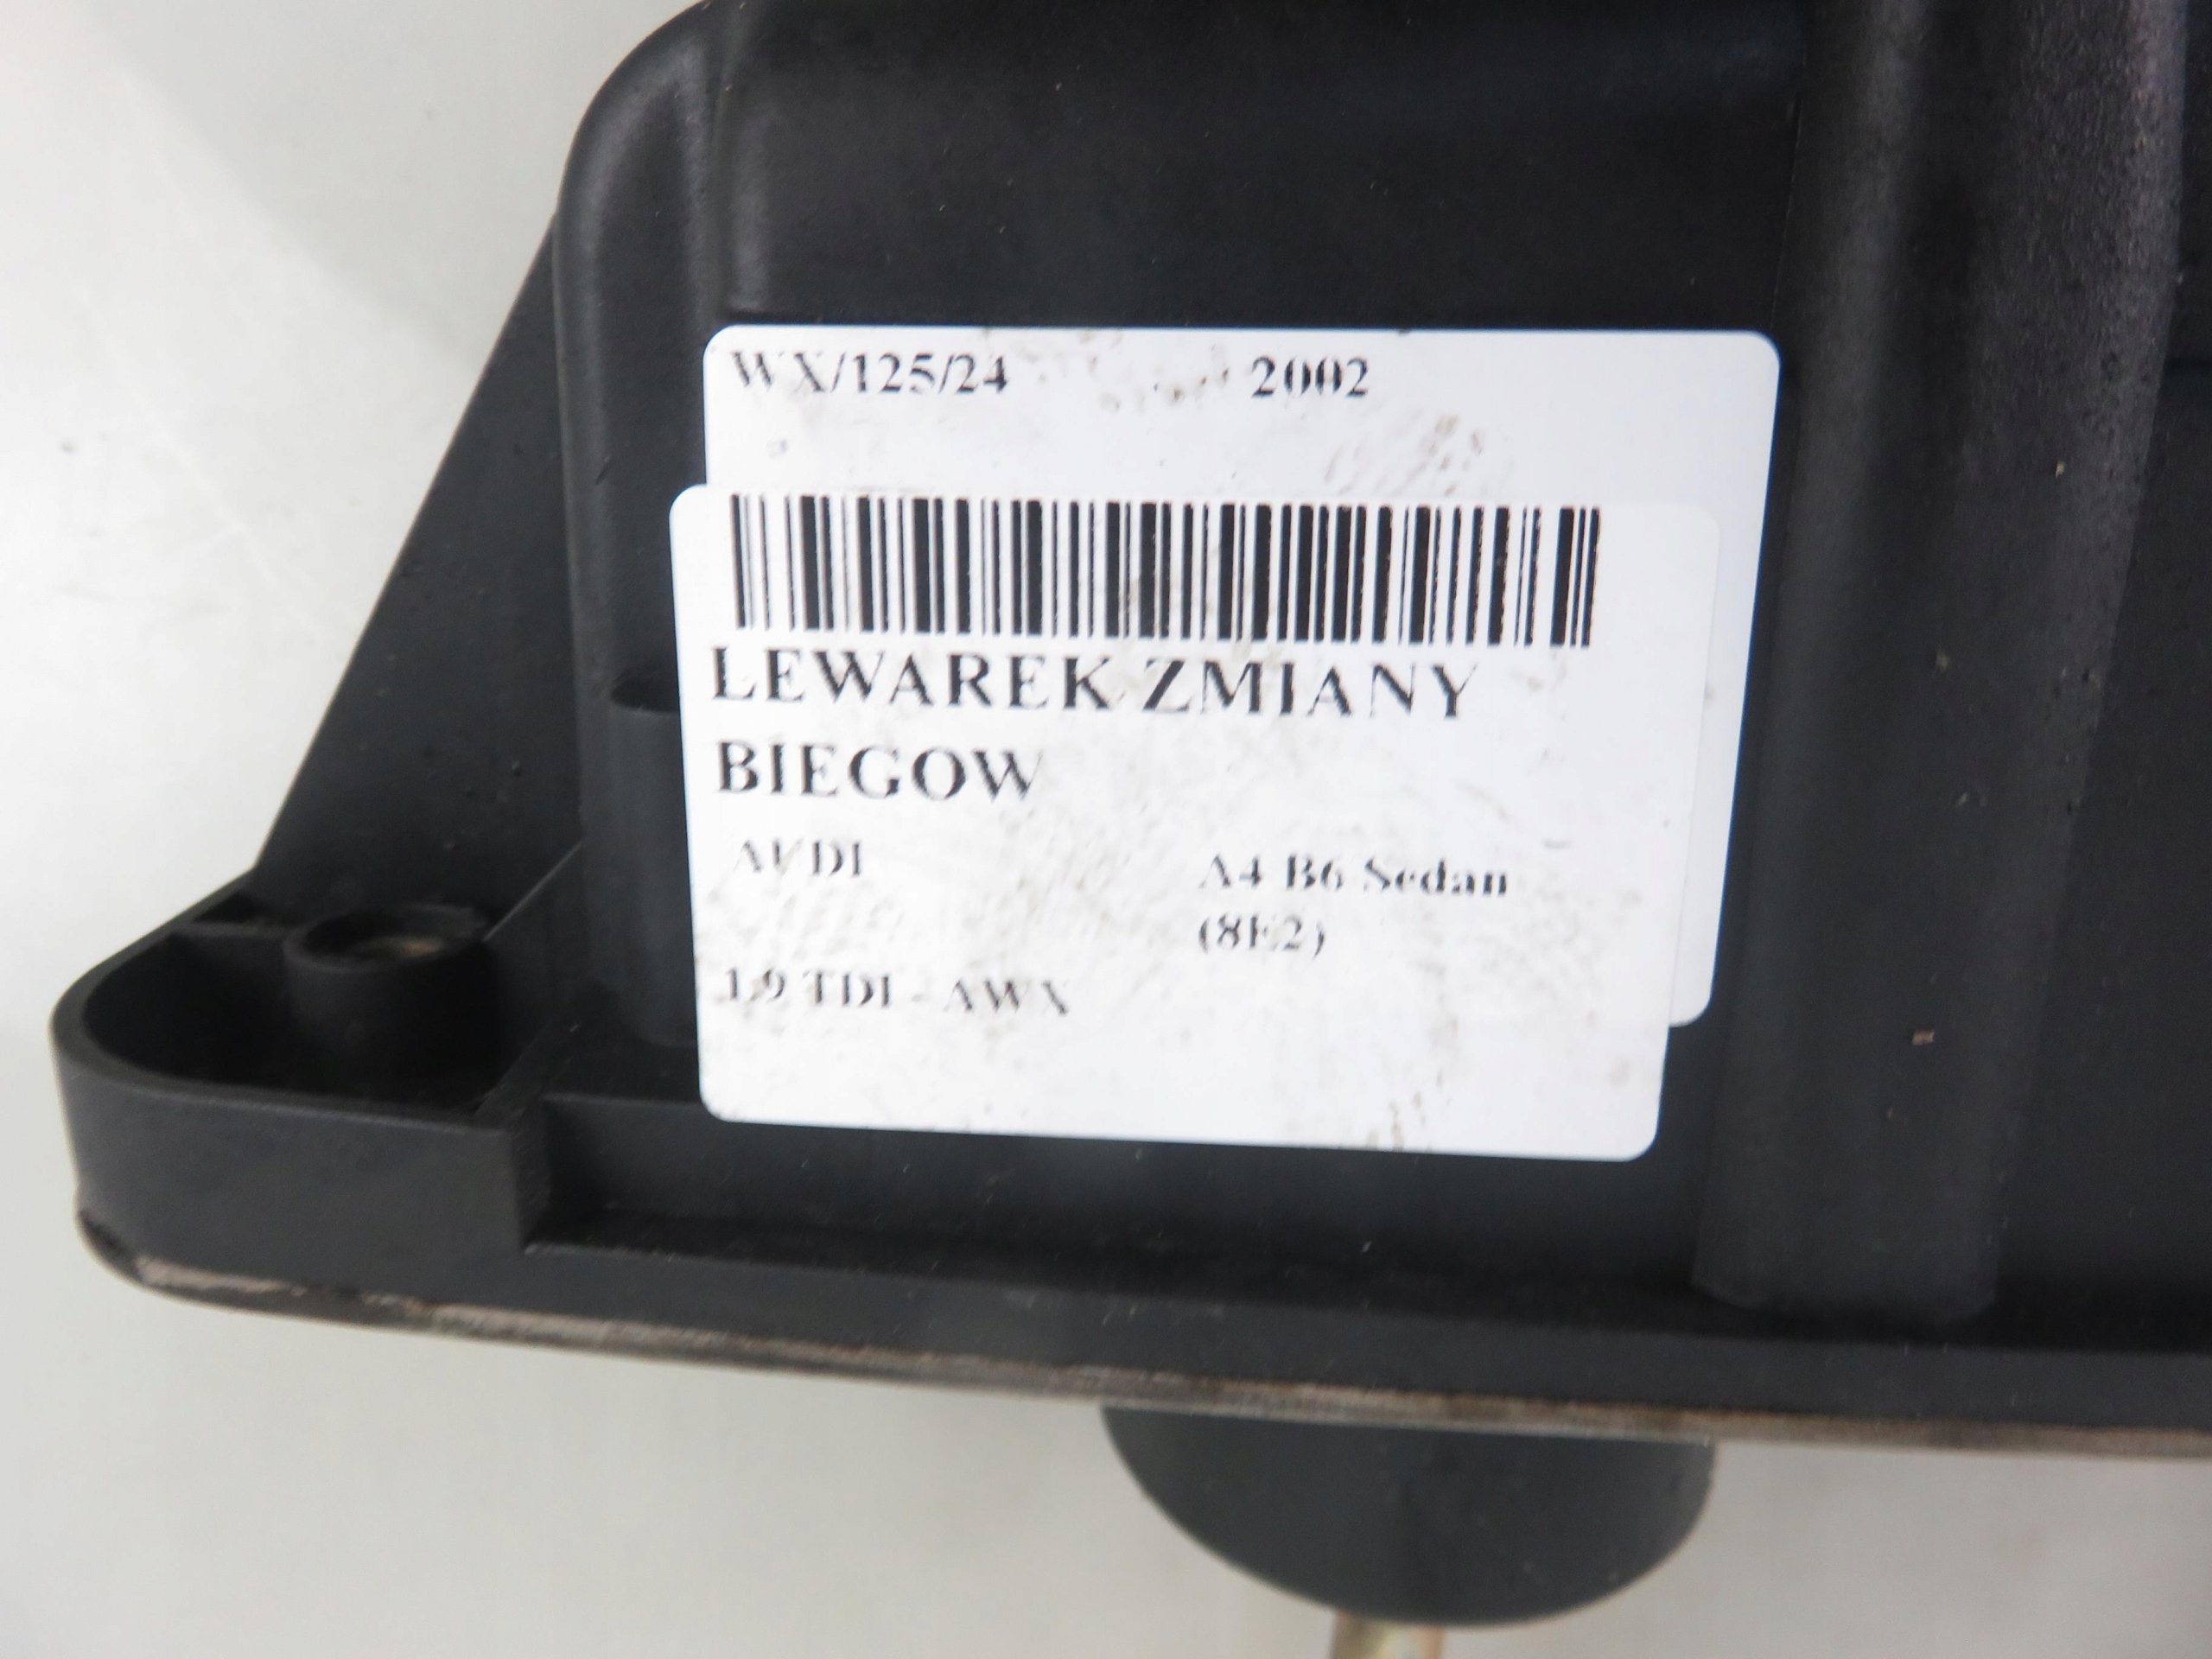 WX/125/24 2002
LEWAREK ZMIANY
BIEGOW
AUDI A4 B6 Sedan
(8E2)
1.9 TDI - AWX